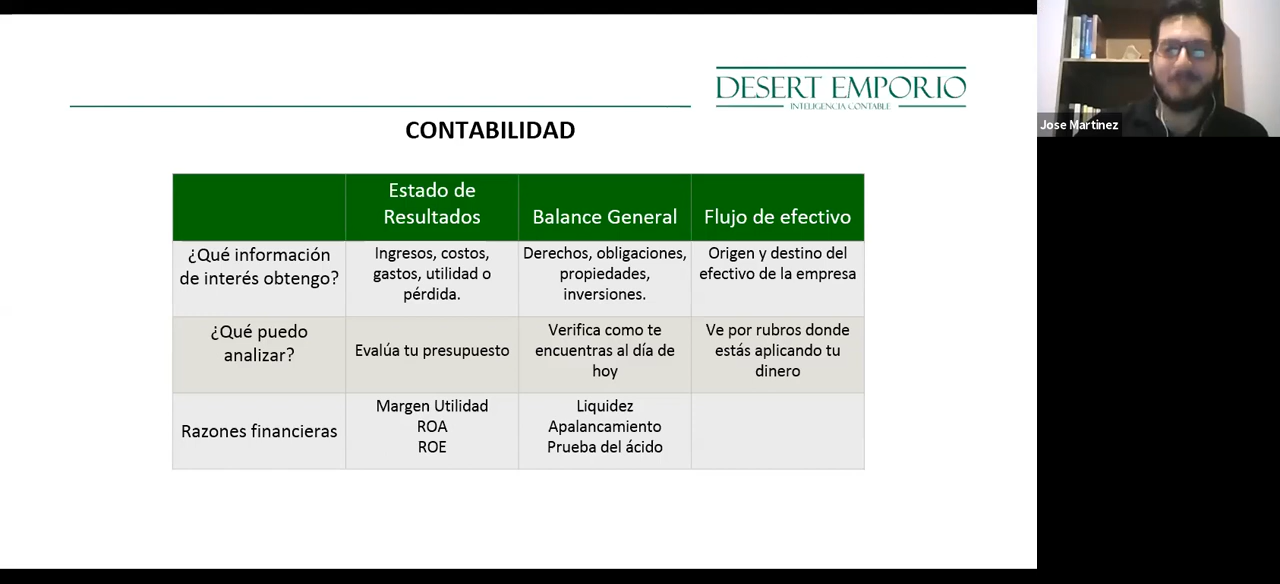 DESERT EMPORIO
INTELIGENCIA CONTABLE
Jose Martinez
CONTABILIDAD
Estado de
Resultados
Balance General
Flujo de efectivo
¿Qué información
de interés obtengo?
Ingresos, costos,
gastos, utilidad o
pérdida.
Derechos, obligaciones,
propiedades,
inversiones.
Origen y destino del
efectivo de la empresa
¿Qué puedo
analizar?
Evalúa tu presupuesto
Verifica como te
encuentras al día de
hoy
Ve por rubros donde
estás aplicando tu
dinero
Razones financieras
Margen Utilidad
ROA
ROE
Liquidez
Apalancamiento
Prueba del ácido